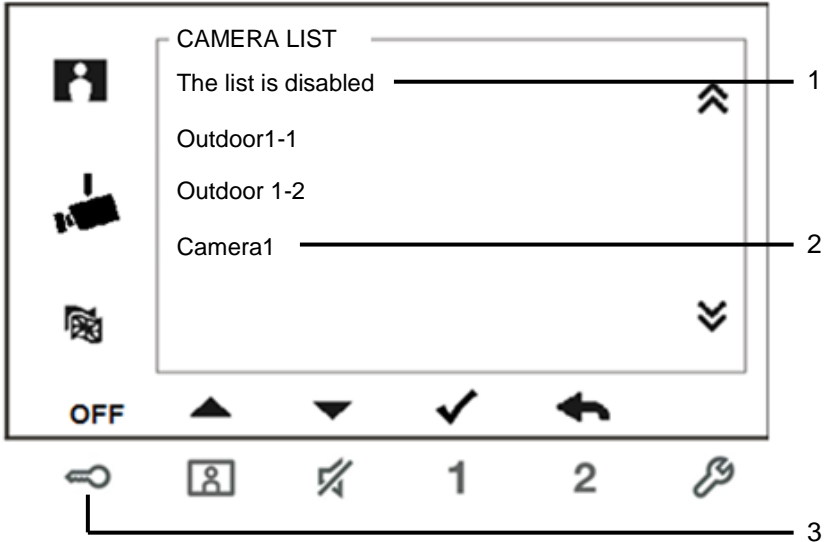 CAMERA LIST
The list is disabled
1
Outdoor1-1
Outdoor 1-2
Camera1
2
OFF
1
2
3